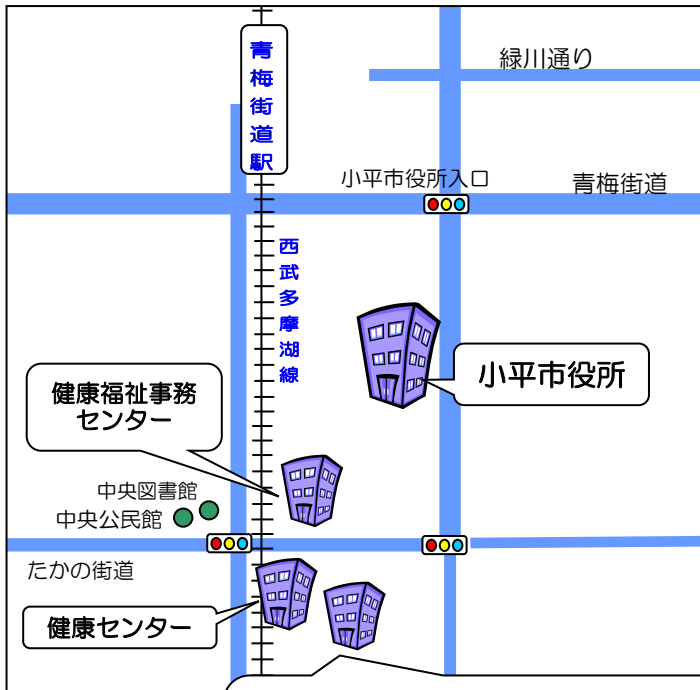 青梅街道駅
緑川通り
小平市役所入口
青梅街道
西武多摩湖線
小平市役所
健康福祉事務
センター
中央図書館
中央公民館
たかの街道
健康センター